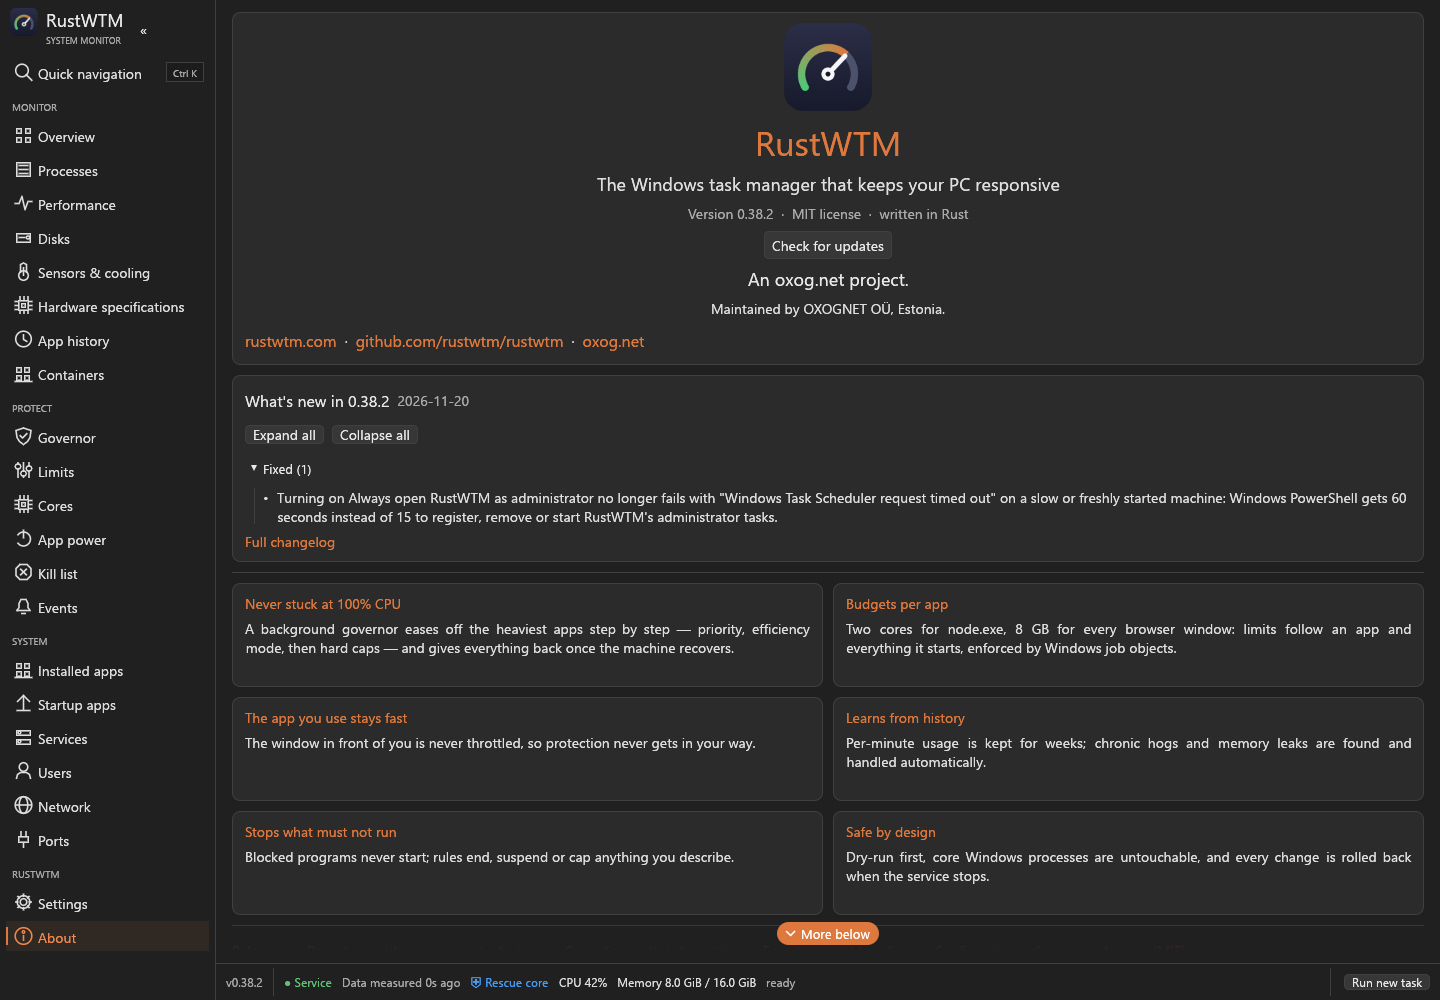 RustWTM
SYSTEM MONITOR
«
Quick navigation
Ctrl K
MONITOR
Overview
Processes
Performance
Disks
Sensors & cooling
Hardware specifications
App history
Containers
PROTECT
Governor
Limits
Cores
App power
Kill list
Events
SYSTEM
Installed apps
Startup apps
Services
Users
Network
Ports
RUSTWTM
Settings
About
RustWTM
The Windows task manager that keeps your PC responsive
Version 0.38.2 · MIT license · written in Rust
Check for updates
An oxog.net project.
Maintained by OXOGNET OÜ, Estonia.
rustwtm.com · github.com/rustwtm/rustwtm · oxog.net
What's new in 0.38.2 2026-11-20
Expand all Collapse all
Fixed (1)
• Turning on Always open RustWTM as administrator no longer fails with "Windows Task Scheduler request timed out" on a slow or freshly started machine: Windows PowerShell gets 60
seconds instead of 15 to register, remove or start RustWTM's administrator tasks.
Full changelog
Never stuck at 100% CPU
A background governor eases off the heaviest apps step by step — priority, efficiency
mode, then hard caps — and gives everything back once the machine recovers.
Budgets per app
Two cores for node.exe, 8 GB for every browser window: limits follow an app and
everything it starts, enforced by Windows job objects.
The app you use stays fast
The window in front of you is never throttled, so protection never gets in your way.
Learns from history
Per-minute usage is kept for weeks; chronic hogs and memory leaks are found and
handled automatically.
Stops what must not run
Blocked programs never start; rules end, suspend or cap anything you describe.
Safe by design
Dry-run first, core Windows processes are untouchable, and every change is rolled back
when the service stops.
More below
v0.38.2
Service
Data measured 0s ago
Rescue core
CPU 42%
Memory 8.0 GiB / 16.0 GiB
ready
Run new task